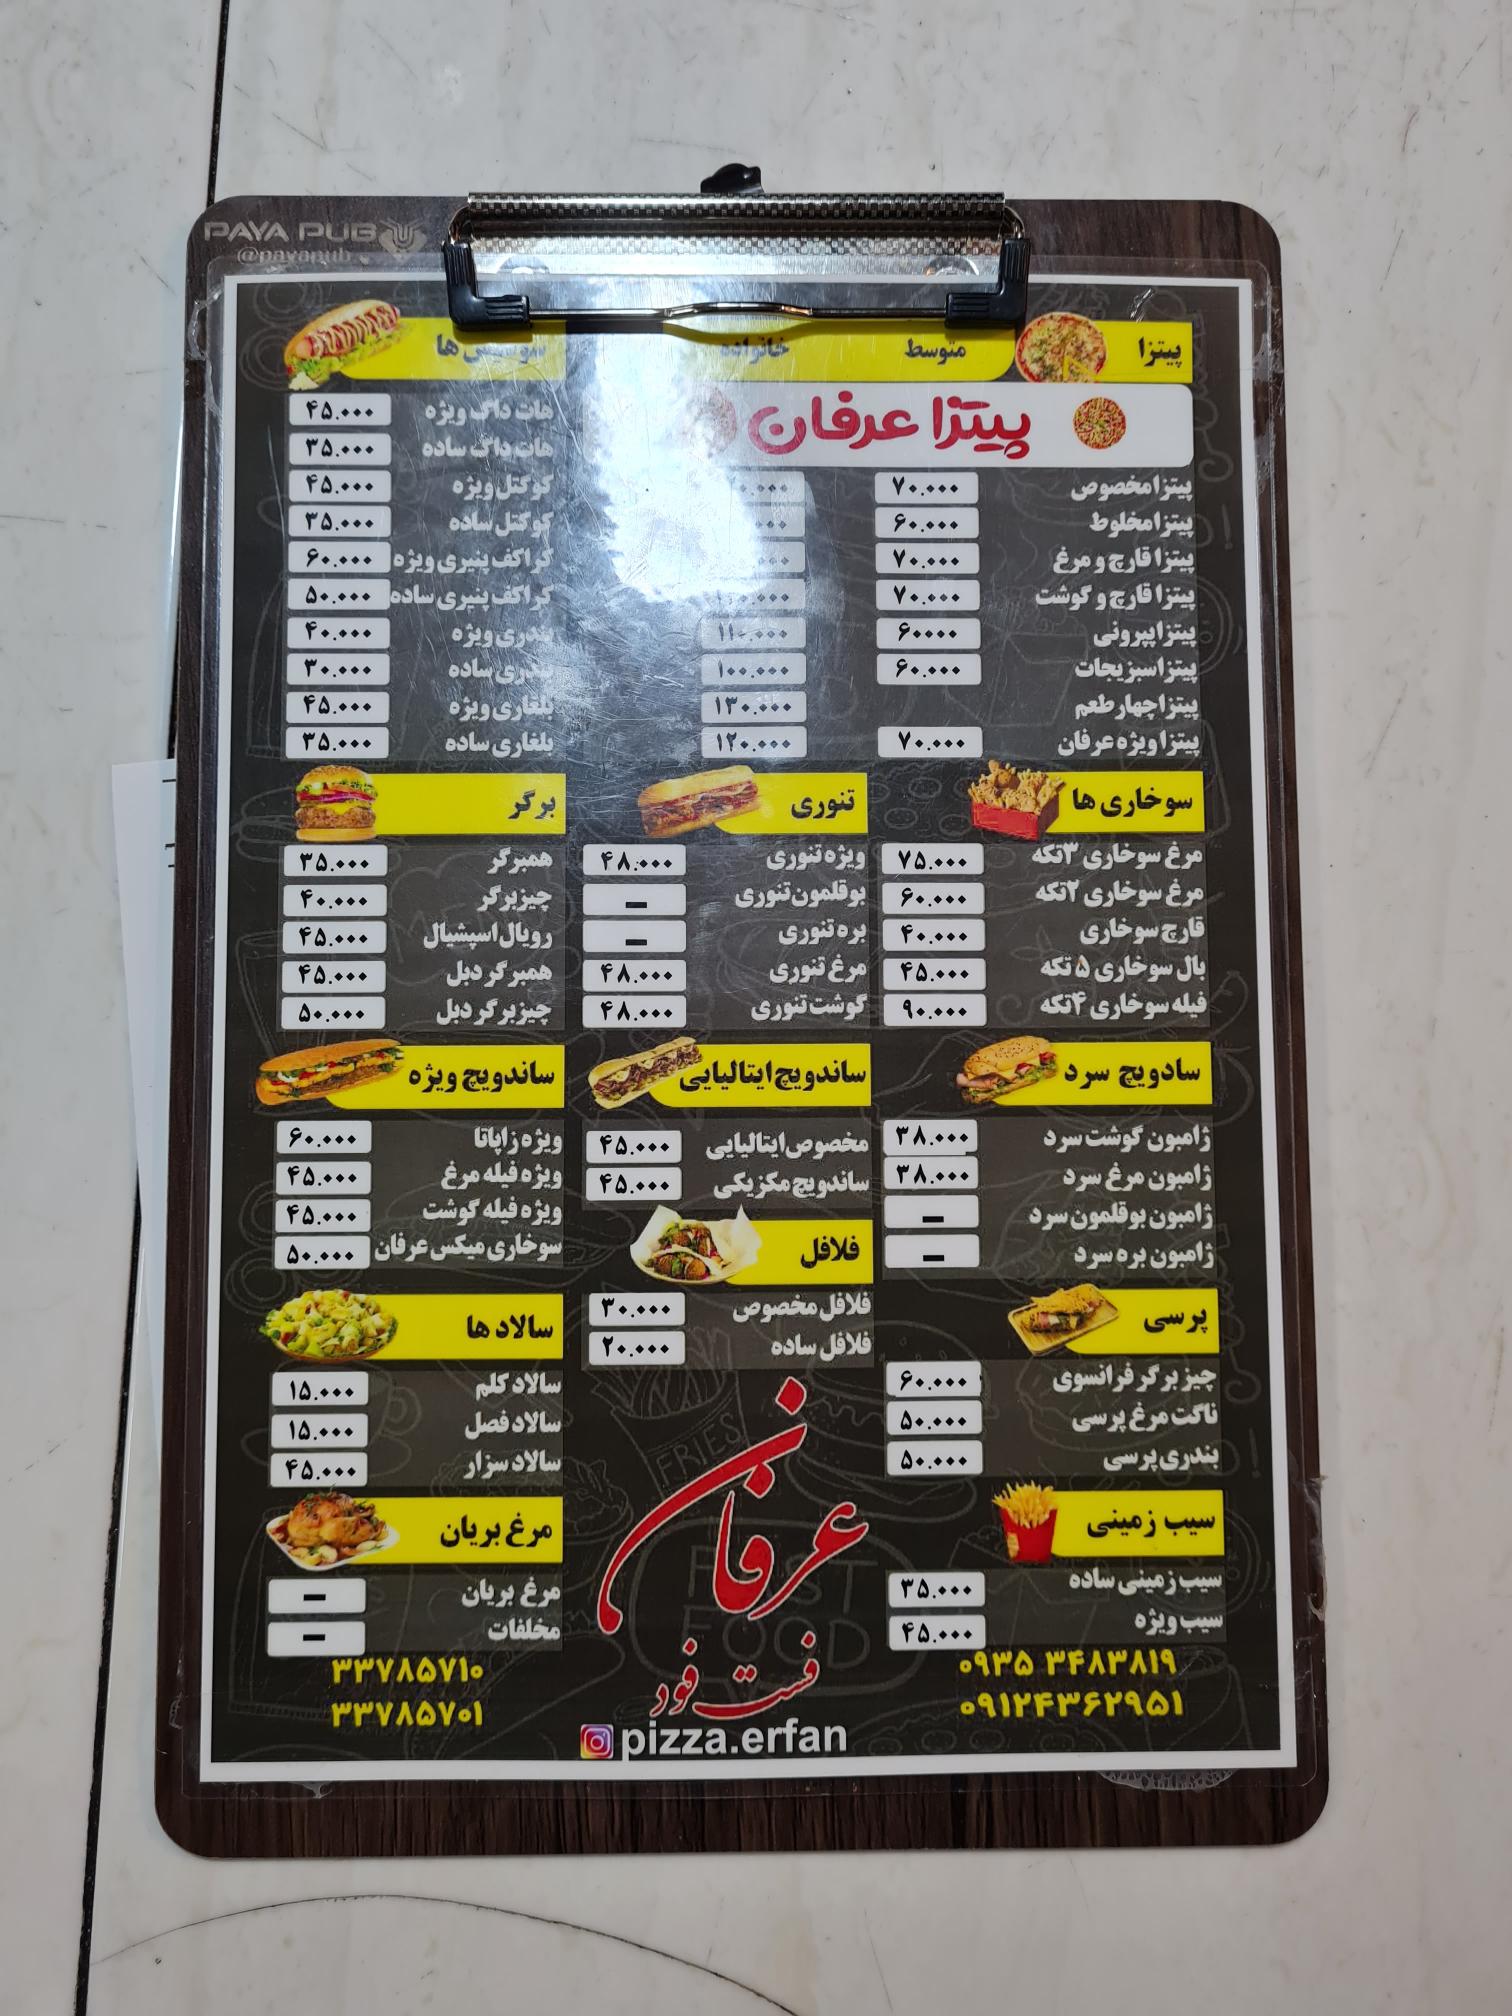 PAYA PUB
@payapub
پیتزا متوسط خانواده
پیتزا عرفان
پیتزا مخصوص ۷۰.۰۰۰
پیتزا مخلوط ۶۰.۰۰۰
پیتزا قارچ و مرغ ۷۰.۰۰۰
پیتزا قارچ و گوشت ۷۰.۰۰۰
پیتزا پپرونی ۶۰۰۰۰ ۱۱۰.۰۰۰
پیتزا سبزیجات ۶۰.۰۰۰ ۱۰۰.۰۰۰
پیتزا چهار طعم ۱۳۰.۰۰۰
پیتزا ویژه عرفان ۷۰.۰۰۰ ۱۲۰.۰۰۰
سوسیس ها
هات داگ ویژه ۴۵.۰۰۰
هات داگ ساده ۳۵.۰۰۰
کوکتل ویژه ۴۵.۰۰۰
کوکتل ساده ۳۵.۰۰۰
کراکف پنیری ویژه ۶۰.۰۰۰
کراکف پنیری ساده ۵۰.۰۰۰
بندری ویژه ۴۰.۰۰۰
بندری ساده ۳۰.۰۰۰
بلغاری ویژه ۴۵.۰۰۰
بلغاری ساده ۳۵.۰۰۰
سوخاری ها
مرغ سوخاری ۳تکه ۷۵.۰۰۰
مرغ سوخاری ۲تکه ۶۰.۰۰۰
قارچ سوخاری ۴۰.۰۰۰
بال سوخاری ۵ تکه ۴۵.۰۰۰
فیله سوخاری ۴تکه ۹۰.۰۰۰
تنوری
ویژه تنوری ۴۸.۰۰۰
بوقلمون تنوری -
بره تنوری -
مرغ تنوری ۴۸.۰۰۰
گوشت تنوری ۴۸.۰۰۰
برگر
همبرگر ۳۵.۰۰۰
چیزبرگر ۴۰.۰۰۰
رویال اسپشیال ۴۵.۰۰۰
همبرگر دبل ۴۵.۰۰۰
چیزبرگر دبل ۵۰.۰۰۰
سادویچ سرد
ژامبون گوشت سرد ۳۸.۰۰۰
ژامبون مرغ سرد ۳۸.۰۰۰
ژامبون بوقلمون سرد -
ژامبون بره سرد -
ساندویچ ایتالیایی
مخصوص ایتالیایی ۴۵.۰۰۰
ساندویچ مکزیکی ۴۵.۰۰۰
ساندویچ ویژه
ویژه زاپاتا ۶۰.۰۰۰
ویژه فیله مرغ ۴۵.۰۰۰
ویژه فیله گوشت ۴۵.۰۰۰
سوخاری میکس عرفان ۵۰.۰۰۰
فلافل
فلافل مخصوص ۳۰.۰۰۰
فلافل ساده ۲۰.۰۰۰
پرسی
چیز برگر فرانسوی ۶۰.۰۰۰
ناگت مرغ پرسی ۵۰.۰۰۰
بندری پرسی ۵۰.۰۰۰
سالاد ها
سالاد کلم ۱۵.۰۰۰
سالاد فصل ۱۵.۰۰۰
سالاد سزار ۴۵.۰۰۰
سیب زمینی
سیب زمینی ساده ۳۵.۰۰۰
سیب ویژه ۴۵.۰۰۰
مرغ بریان
مرغ بریان -
مخلفات -
FRIES
FAST
FOOD
عرفان
فست فود
۰۹۳۵ ۳۴۸۳۸۱۹
۰۹۱۲۴۳۶۲۹۵۱
۳۳۷۸۵۷۱۰
۳۳۷۸۵۷۰۱
pizza.erfan